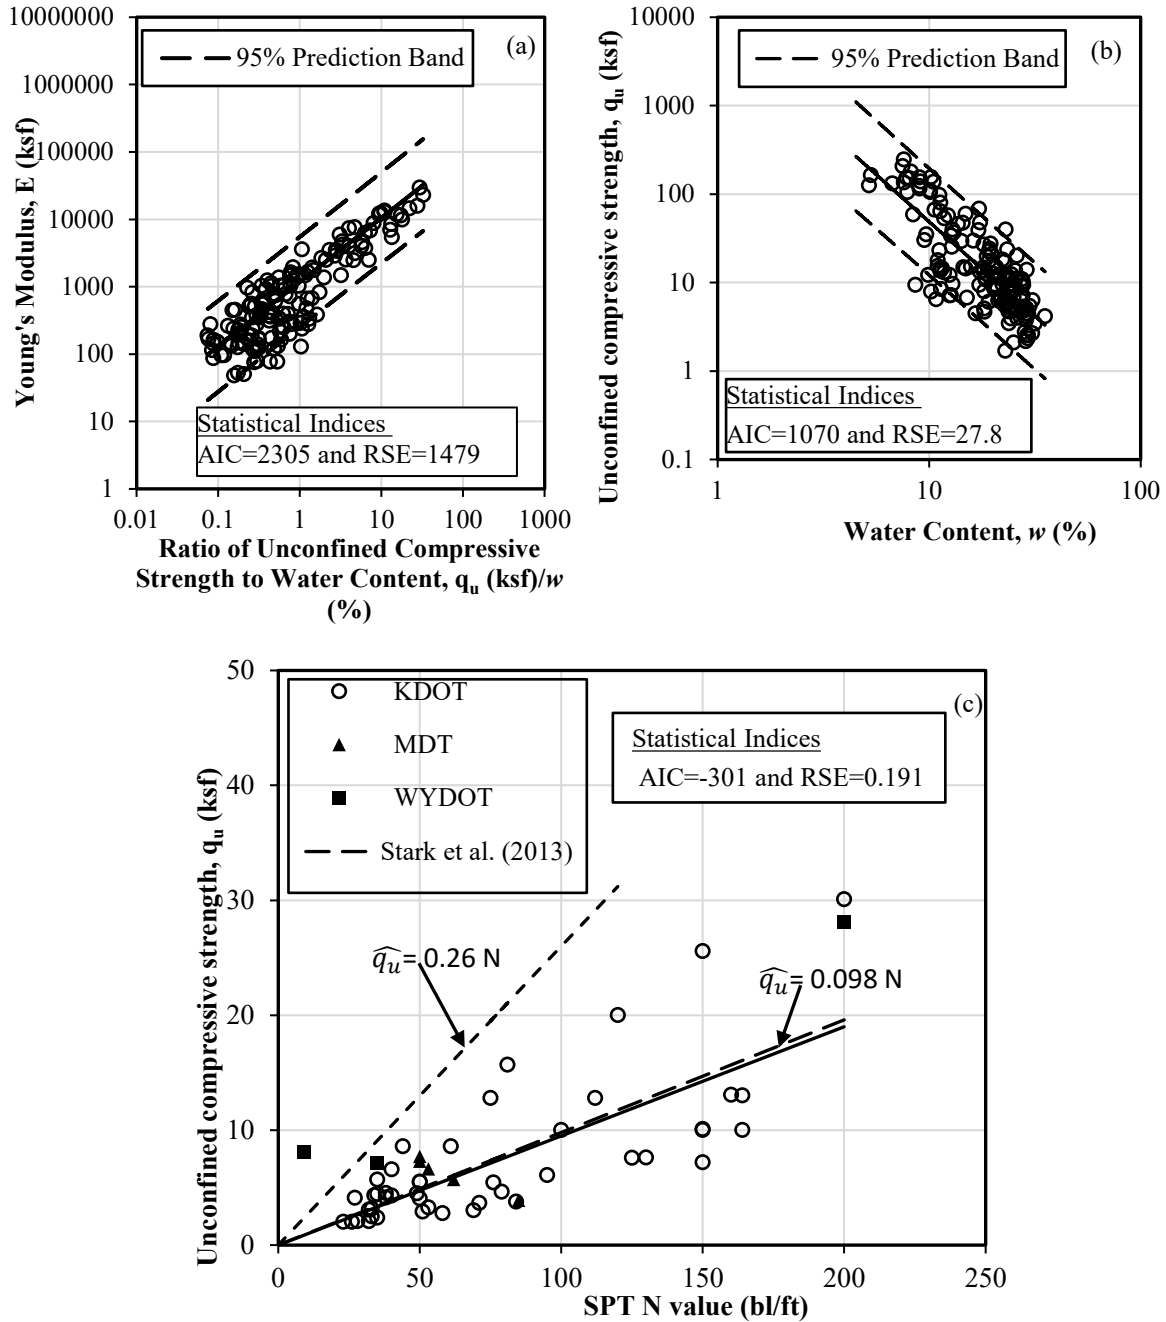 10000000
1000000
100000
10000
1000
100
10
1
Young's Modulus, E (ksf)
95% Prediction Band
(a)
Statistical Indices
AIC=2305 and RSE=1479
0.01 0.1 1 10 100 1000
Ratio of Unconfined Compressive
Strength to Water Content, qu (ksf)/w
(%)
10000
1000
100
10
1
0.1
Unconfined compressive strength, qu (ksf)
95% Prediction Band
(b)
Statistical Indices
AIC=1070 and RSE=27.8
1 10 100
Water Content, w (%)
50
40
30
20
10
0
Unconfined compressive strength, qu (ksf)
KDOT
MDT
WYDOT
Stark et al. (2013)
(c)
Statistical Indices
AIC=-301 and RSE=0.191
q̂u= 0.26 N
q̂u= 0.098 N
0 50 100 150 200 250
SPT N value (bl/ft)